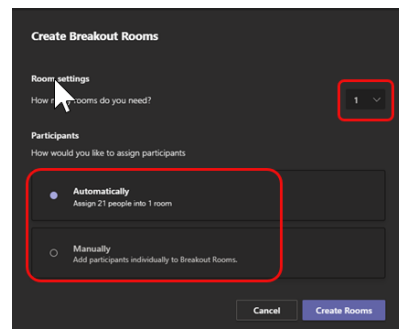 Create Breakout Rooms
Room settings
How rooms do you need?
1
Participants
How would you like to assign participants
Automatically
Assign 21 people into 1 room
Manually
Add participants individually to Breakout Rooms.
Cancel
Create Rooms